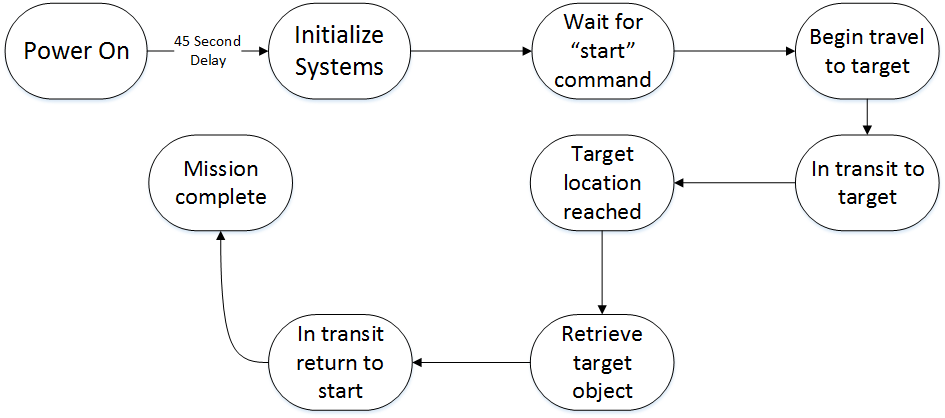 Power On
45 Second
Delay
Initialize
Systems
Wait for
“start”
command
Begin travel
to target
In transit to
target
Target
location
reached
Retrieve
target
object
In transit
return to
start
Mission
complete